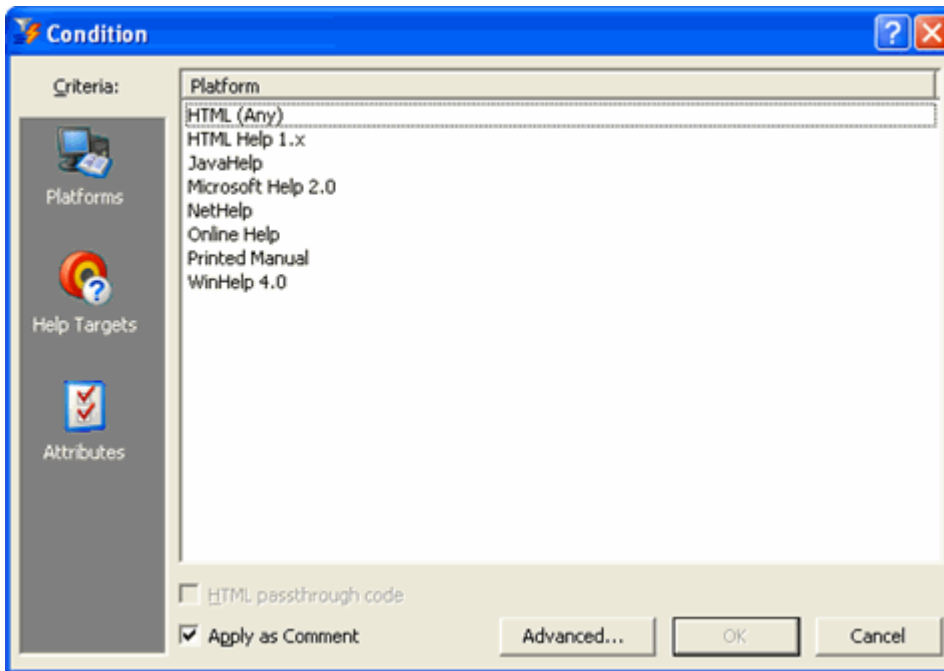 Condition
Criteria:
Platforms
Help Targets
Attributes
Platform
HTML (Any)
HTML Help 1.x
JavaHelp
Microsoft Help 2.0
NetHelp
Online Help
Printed Manual
WinHelp 4.0
HTML passthrough code
Apply as Comment
Advanced...
OK
Cancel